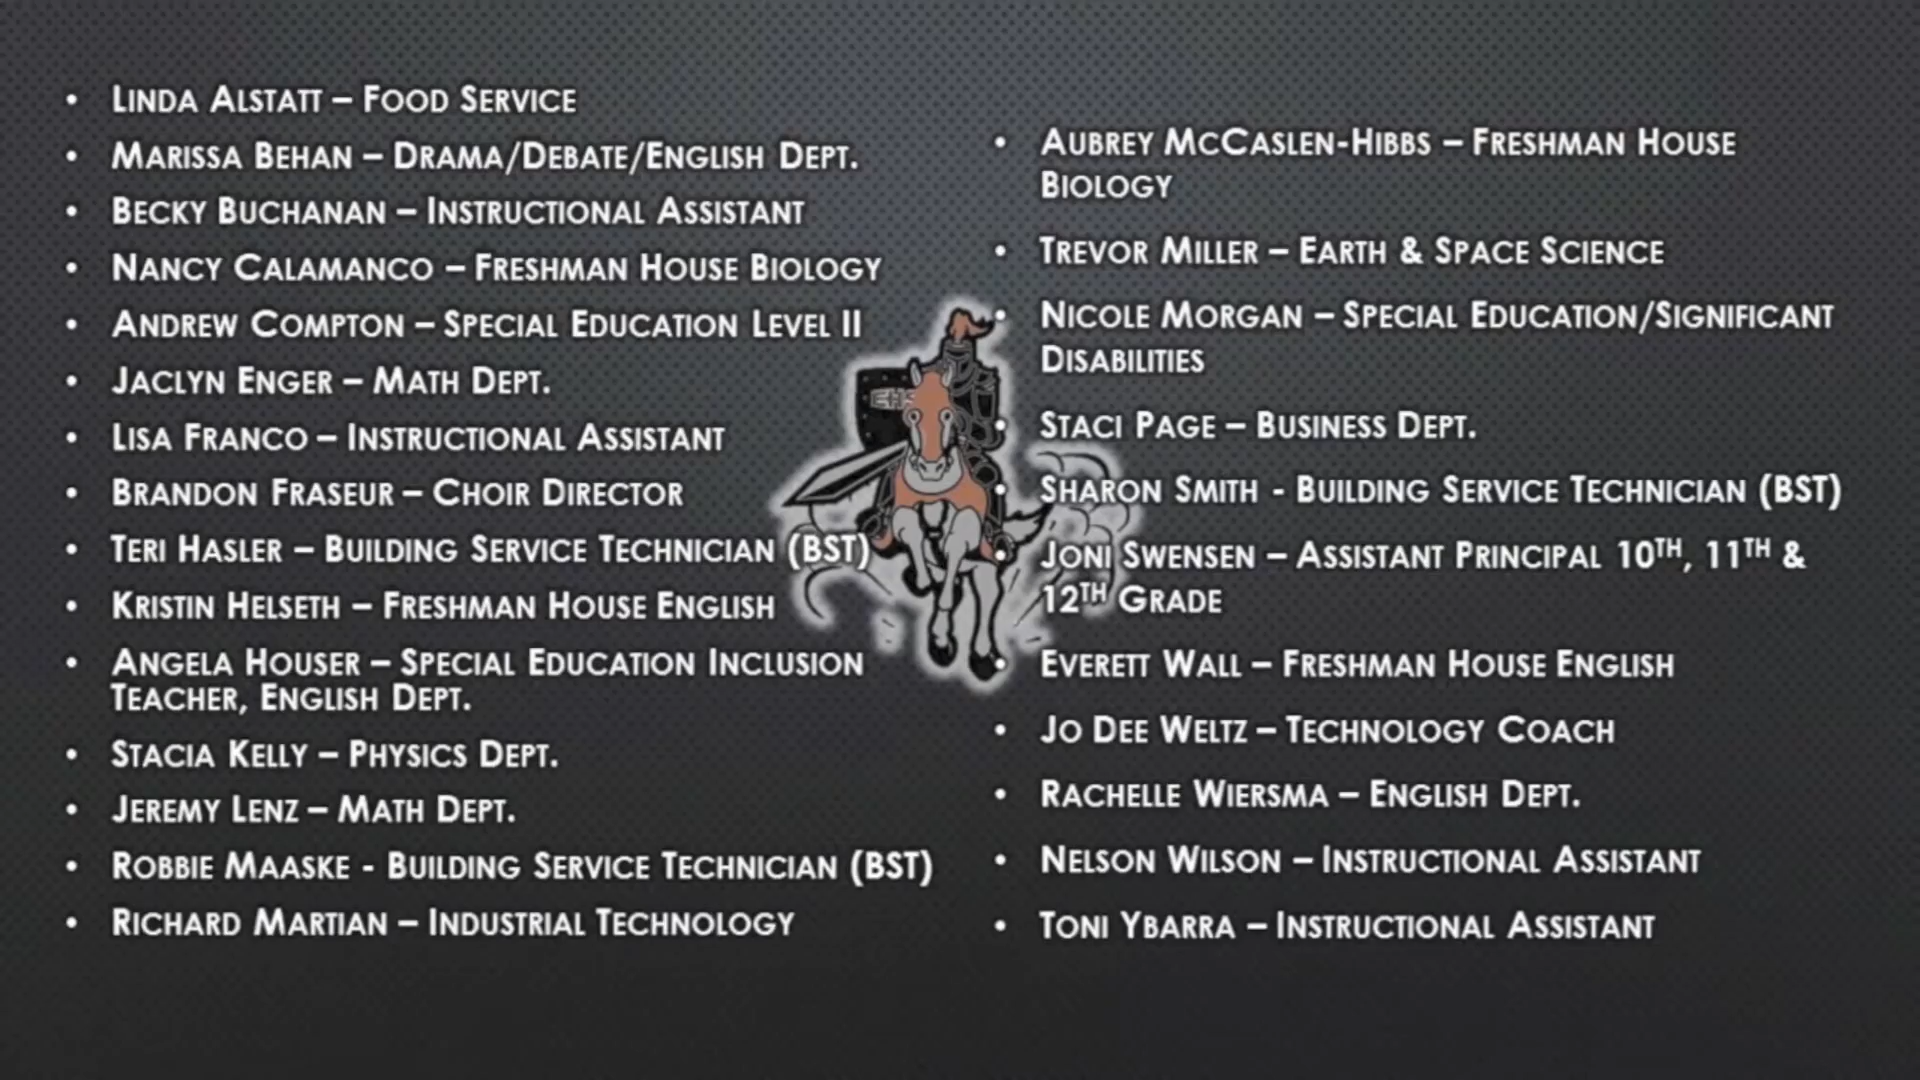 • Linda Alstatt – Food Service
• Marissa Behan – Drama/Debate/English Dept.
• Becky Buchanan – Instructional Assistant
• Nancy Calamanco – Freshman House Biology
• Andrew Compton – Special Education Level II
• Jaclyn Enger – Math Dept.
• Lisa Franco – Instructional Assistant
• Brandon Fraseur – Choir Director
• Teri Hasler – Building Service Technician (BST)
• Kristin Helseth – Freshman House English
• Angela Houser – Special Education Inclusion
Teacher, English Dept.
• Stacia Kelly – Physics Dept.
• Jeremy Lenz – Math Dept.
• Robbie Maaske - Building Service Technician (BST)
• Richard Martian – Industrial Technology
• Aubrey McCaslen-Hibbs – Freshman House
Biology
• Trevor Miller – Earth & Space Science
• Nicole Morgan – Special Education/Significant
Disabilities
• Staci Page – Business Dept.
• Sharon Smith - Building Service Technician (BST)
• Joni Swensen – Assistant Principal 10th, 11th &
12th Grade
• Everett Wall – Freshman House English
• Jo Dee Weltz – Technology Coach
• Rachelle Wiersma – English Dept.
• Nelson Wilson – Instructional Assistant
• Toni Ybarra – Instructional Assistant
EHS